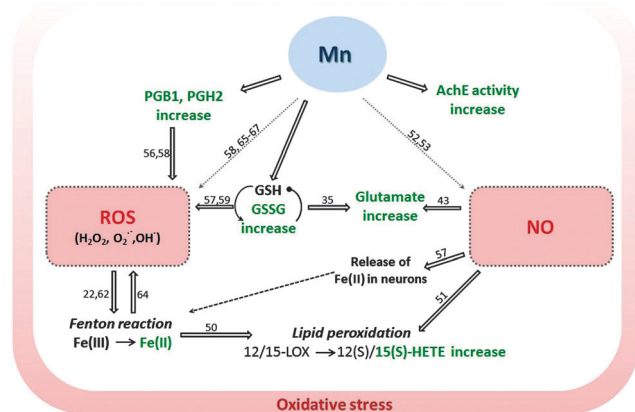 Mn
PGB1, PGH2
increase
AchE activity
increase
56,58
58, 65-67
52,53
ROS
(H₂O₂, O₂˙⁻,OH˙)
57,59
GSH
GSSG
increase
35
Glutamate
increase
43
NO
57
Release of
Fe(II) in neurons
51
22,62
64
Fenton reaction
Fe(III) → Fe(II)
50
Lipid peroxidation
12/15-LOX → 12(S)/15(S)-HETE increase
Oxidative stress